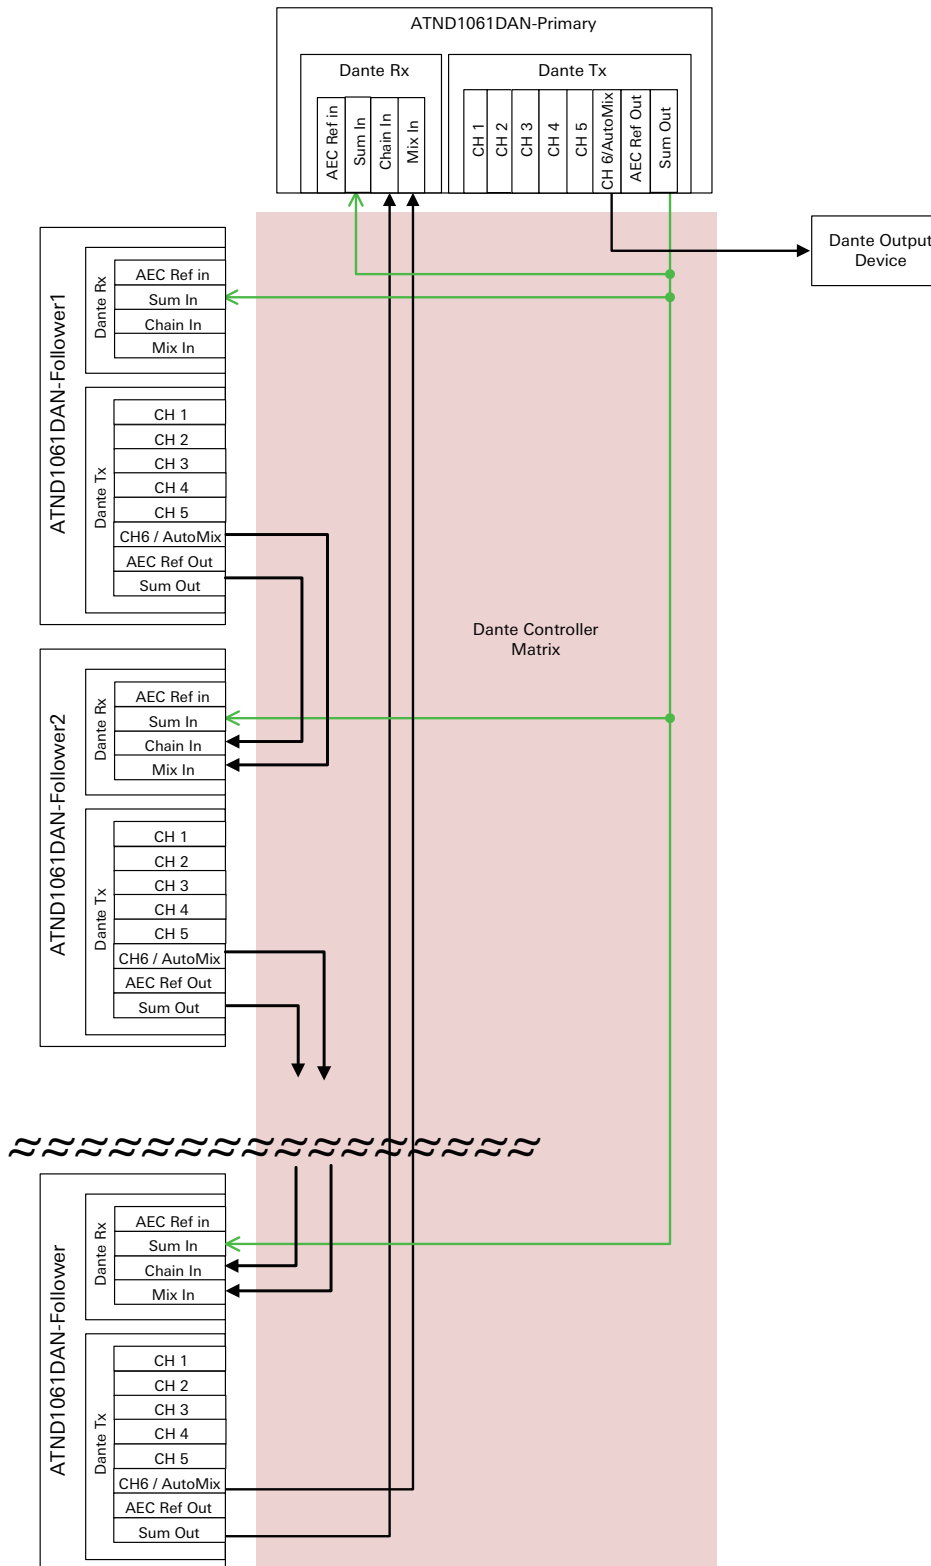 ATND1061DAN-Primary
Dante Rx
Dante Tx
AEC Ref in
Sum In
Chain In
Mix In
CH 1
CH 2
CH 3
CH 4
CH 5
CH 6/AutoMix
AEC Ref Out
Sum Out
Dante Output
Device
ATND1061DAN-Follower1
Dante Rx
AEC Ref in
Sum In
Chain In
Mix In
Dante Tx
CH 1
CH 2
CH 3
CH 4
CH 5
CH6 / AutoMix
AEC Ref Out
Sum Out
Dante Controller
Matrix
ATND1061DAN-Follower2
Dante Rx
AEC Ref in
Sum In
Chain In
Mix In
Dante Tx
CH 1
CH 2
CH 3
CH 4
CH 5
CH6 / AutoMix
AEC Ref Out
Sum Out
ATND1061DAN-Follower
Dante Rx
AEC Ref in
Sum In
Chain In
Mix In
Dante Tx
CH 1
CH 2
CH 3
CH 4
CH 5
CH6 / AutoMix
AEC Ref Out
Sum Out